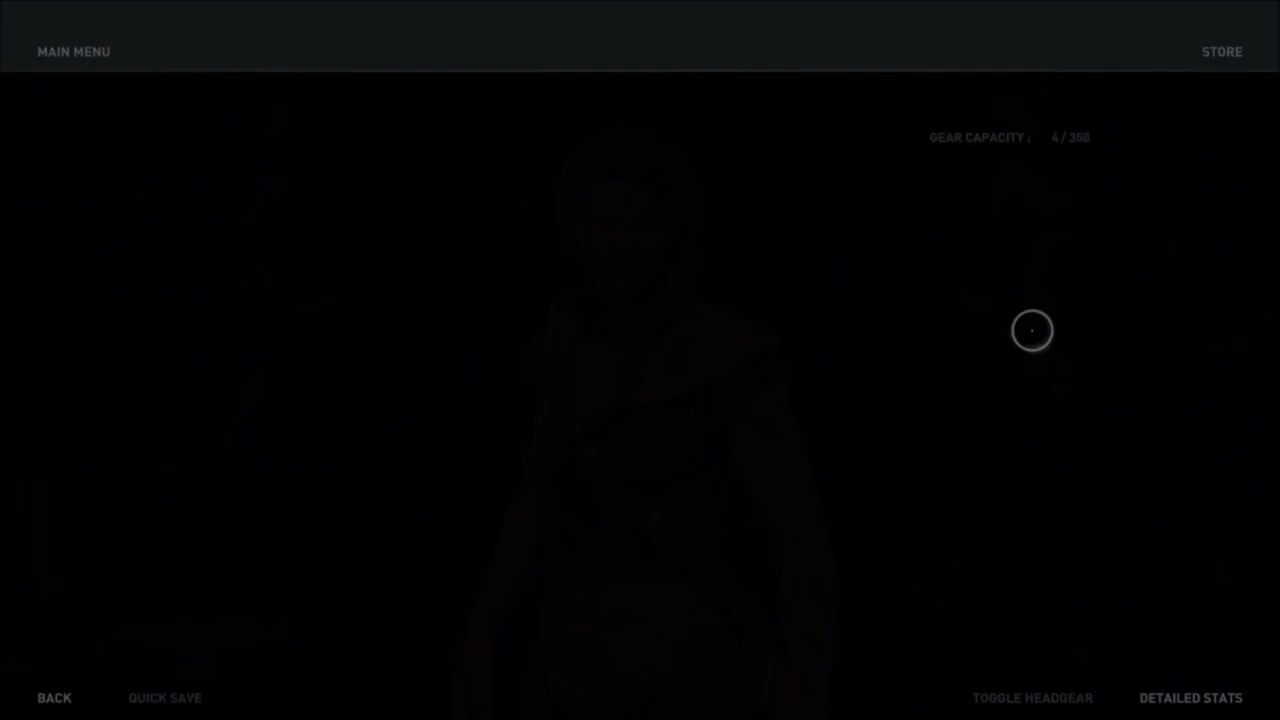 MAIN MENU
STORE
GEAR CAPACITY : 4 / 350
BACK
QUICK SAVE
TOGGLE HEADGEAR
DETAILED STATS